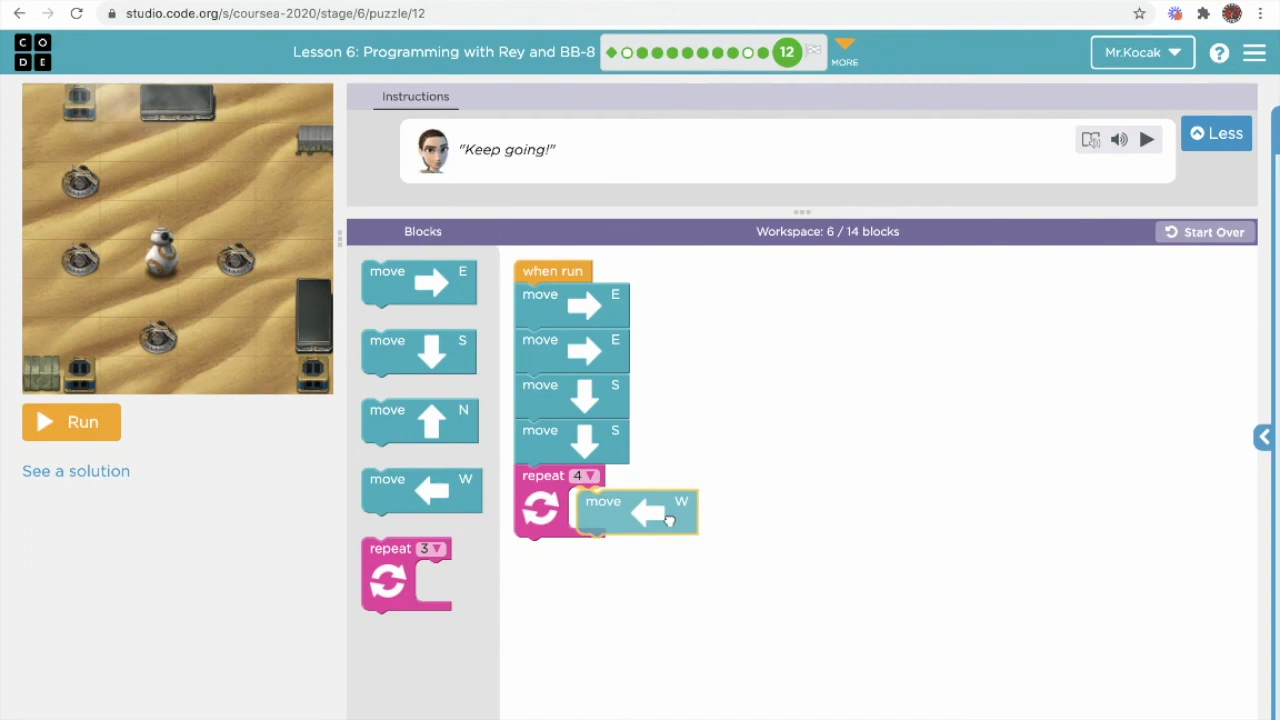 studio.code.org/s/coursea-2020/stage/6/puzzle/12
C O
D E
Lesson 6: Programming with Rey and BB-8
12
MORE
Mr.Kocak
?
Instructions
"Keep going!"
Less
Blocks
Workspace: 6 / 14 blocks
Start Over
move E
move S
move N
move W
repeat 3
when run
move E
move E
move S
move S
repeat 4
move W
Run
See a solution